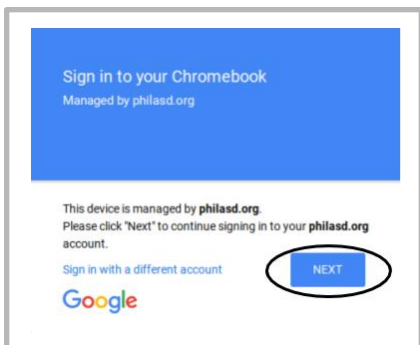 Sign in to your Chromebook
Managed by philasd.org
This device is managed by philasd.org.
Please click "Next" to continue signing in to your philasd.org
account.
Sign in with a different account
NEXT
Google